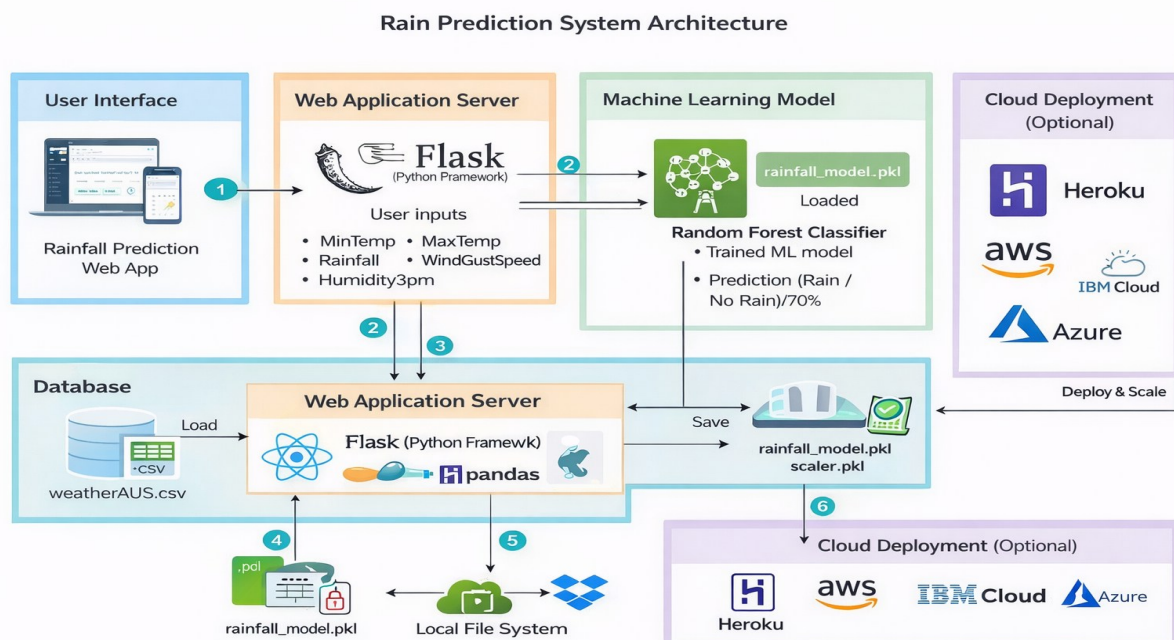 Rain Prediction System Architecture
User Interface
Rainfall Prediction
Web App
1
Web Application Server
Flask
(Python Pramework)
User inputs
• MinTemp • MaxTemp
• Rainfall • WindGustSpeed
• Humidity3pm
2
Machine Learning Model
rainfall_model.pkl
Loaded
Random Forest Classifier
• Trained ML model
• Prediction (Rain /
No Rain)/70%
Cloud Deployment
(Optional)
Heroku
aws
IBM Cloud
Azure
Deploy & Scale
2
3
Database
Load
.CSV
weatherAUS.csv
Web Application Server
Flask (Python Framewk)
pandas
Save
rainfall_model.pkl
scaler.pkl
4
5
6
rainfall_model.pkl
Local File System
Cloud Deployment (Optional)
Heroku
aws
IBM Cloud
Azure